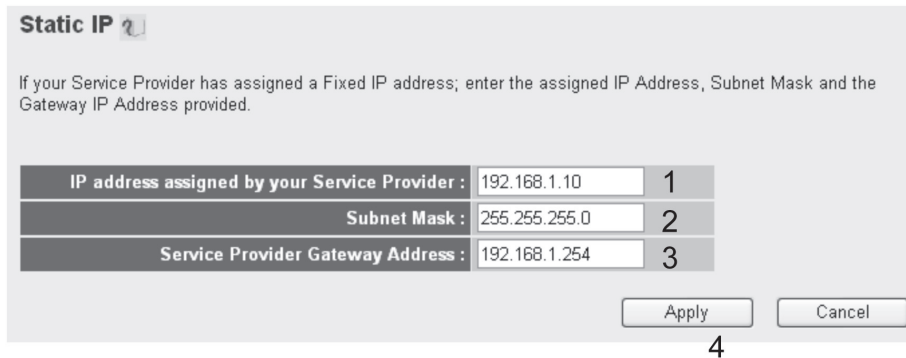 Static IP
If your Service Provider has assigned a Fixed IP address; enter the assigned IP Address, Subnet Mask and the
Gateway IP Address provided.
IP address assigned by your Service Provider : 192.168.1.10 1
Subnet Mask : 255.255.255.0 2
Service Provider Gateway Address : 192.168.1.254 3
Apply Cancel
4